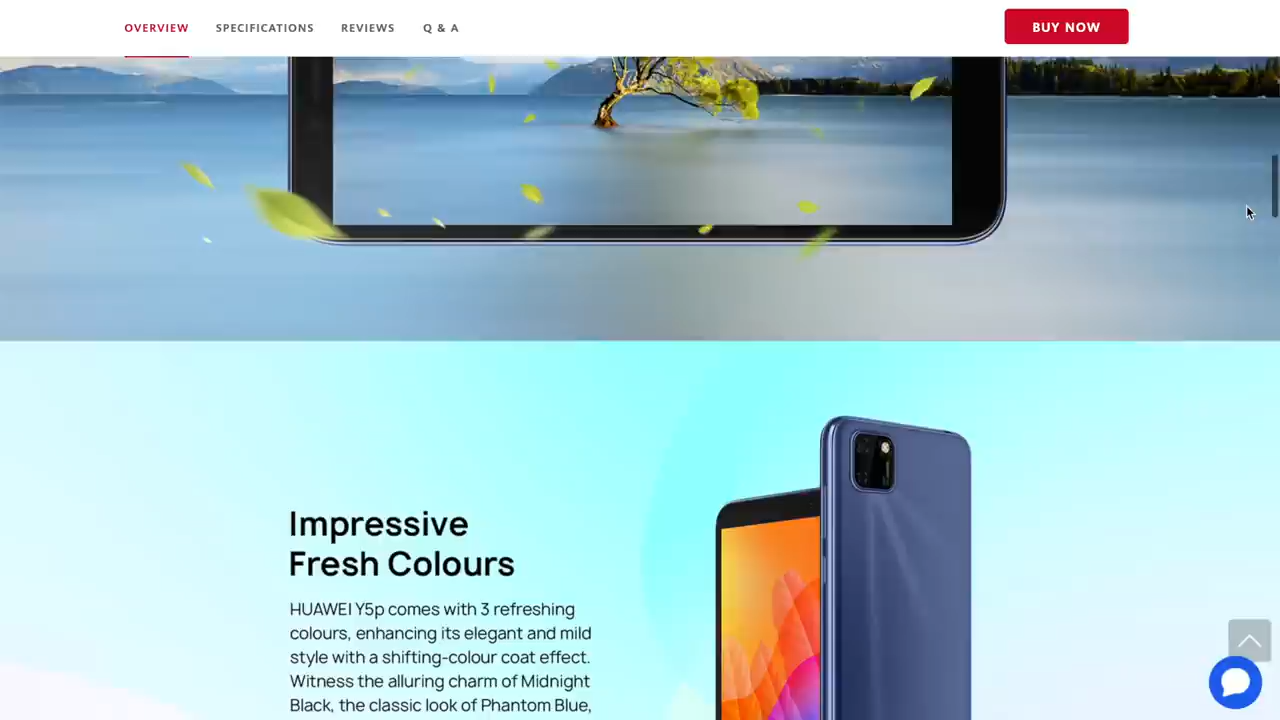 OVERVIEW SPECIFICATIONS REVIEWS Q & A BUY NOW
Impressive
Fresh Colours
HUAWEI Y5p comes with 3 refreshing
colours, enhancing its elegant and mild
style with a shifting-colour coat effect.
Witness the alluring charm of Midnight
Black, the classic look of Phantom Blue,